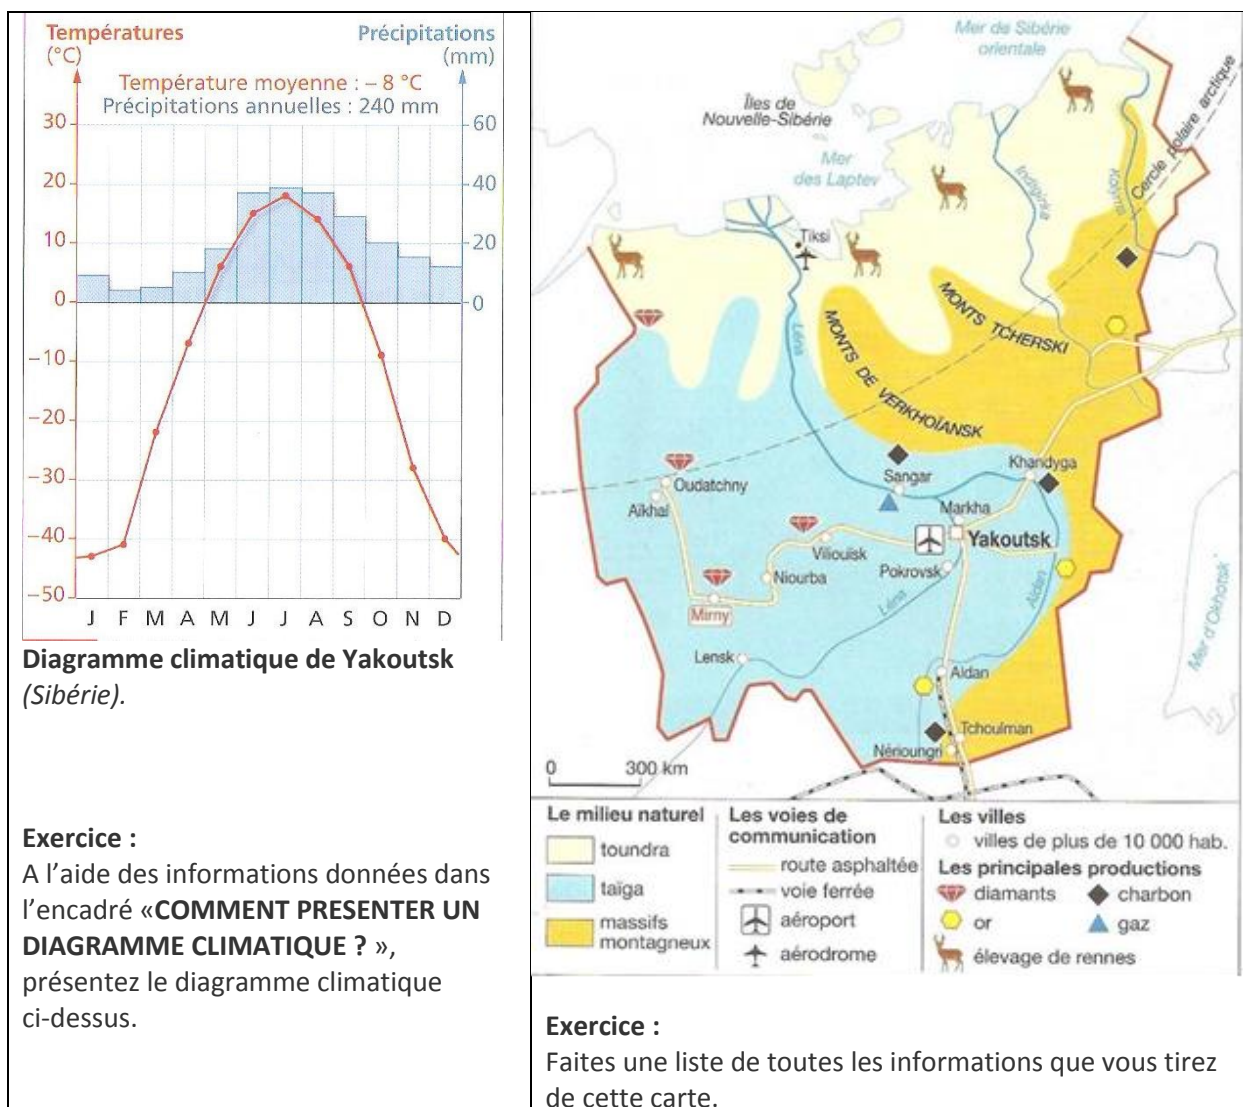 Températures
(°C)
Précipitations
(mm)
Température moyenne : – 8 °C
Précipitations annuelles : 240 mm
30
20
10
0
–10
–20
–30
–40
–50
60
40
20
0
J F M A M J J A S O N D
Diagramme climatique de Yakoutsk
(Sibérie).
Exercice :
A l’aide des informations données dans
l’encadré «COMMENT PRESENTER UN
DIAGRAMME CLIMATIQUE ? »,
présentez le diagramme climatique
ci-dessus.
Mer de Sibérie
orientale
Îles de
Nouvelle-Sibérie
Mer
des Laptev
Cercle polaire arctique
Indigirka
Kolyma
Tiksi
Léna
MONTS TCHERSKI
MONTS DE VERKHOÏANSK
Khandyga
Sangar
Oudatchny
Aïkhal
Markha
Yakoutsk
Viliouisk
Pokrovsk
Niourba
Aldan
Léna
Mirny
Mer d'Okhotsk
Lensk
Aldan
Tchoulman
Nérioungri
0 300 km
Le milieu naturel
toundra
taïga
massifs
montagneux
Les voies de
communication
route asphaltée
voie ferrée
aéroport
aérodrome
Les villes
villes de plus de 10 000 hab.
Les principales productions
diamants
charbon
or
gaz
élevage de rennes
Exercice :
Faites une liste de toutes les informations que vous tirez
de cette carte.